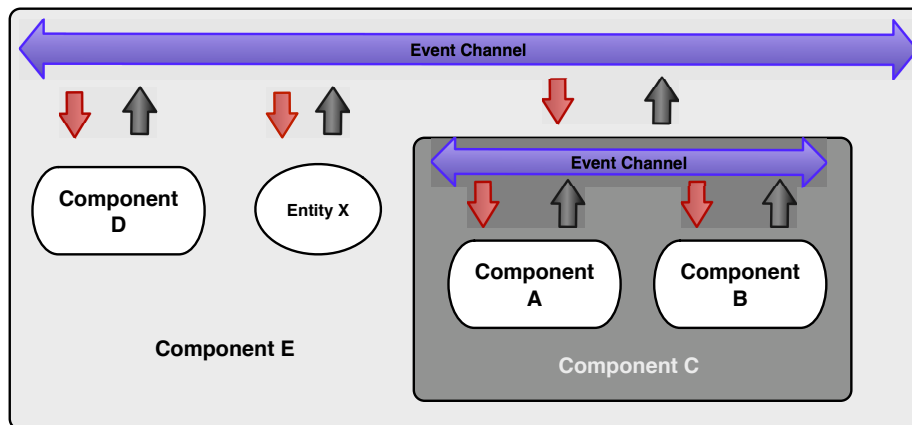 Event Channel
Event Channel
Component
D
Entity X
Component
A
Component
B
Component E
Component C